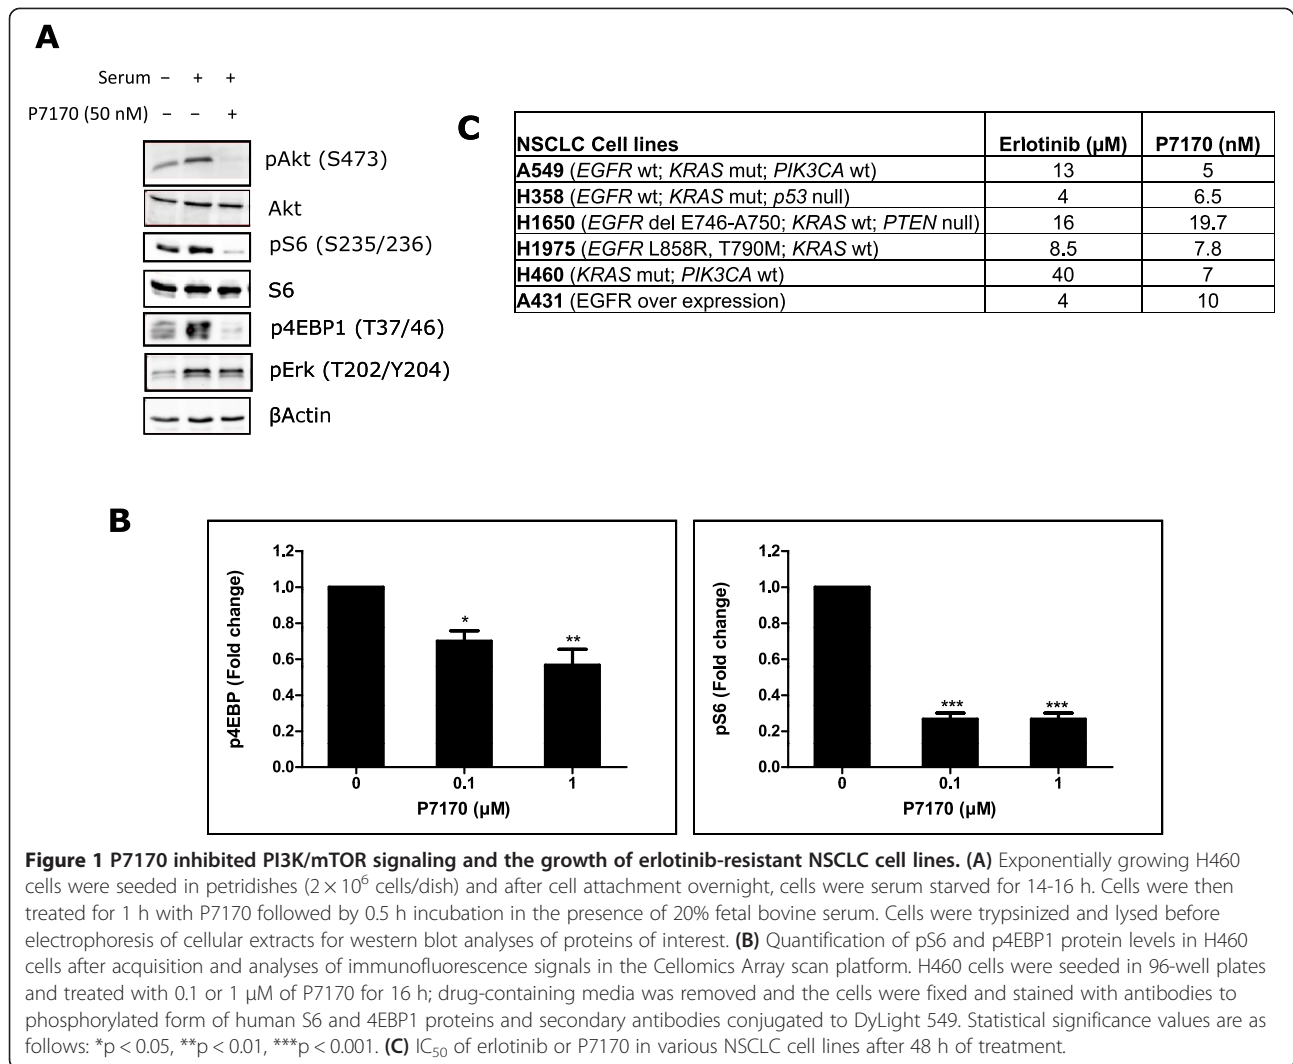 A
Serum – + +
P7170 (50 nM) – – +
pAkt (S473)
Akt
pS6 (S235/236)
S6
p4EBP1 (T37/46)
pErk (T202/Y204)
βActin
C
NSCLC Cell lines Erlotinib (µM) P7170 (nM)
A549 (EGFR wt; KRAS mut; PIK3CA wt) 13 5
H358 (EGFR wt; KRAS mut; p53 null) 4 6.5
H1650 (EGFR del E746-A750; KRAS wt; PTEN null) 16 19.7
H1975 (EGFR L858R, T790M; KRAS wt) 8.5 7.8
H460 (KRAS mut; PIK3CA wt) 40 7
A431 (EGFR over expression) 4 10
B
p4EBP (Fold change)
1.2
1.0
0.8
0.6
0.4
0.2
0.0
* **
0 0.1 1
P7170 (µM)
pS6 (Fold change)
1.2
1.0
0.8
0.6
0.4
0.2
0.0
*** ***
0 0.1 1
P7170 (µM)
Figure 1 P7170 inhibited PI3K/mTOR signaling and the growth of erlotinib-resistant NSCLC cell lines. (A) Exponentially growing H460
cells were seeded in petridishes (2 × 10⁶ cells/dish) and after cell attachment overnight, cells were serum starved for 14-16 h. Cells were then
treated for 1 h with P7170 followed by 0.5 h incubation in the presence of 20% fetal bovine serum. Cells were trypsinized and lysed before
electrophoresis of cellular extracts for western blot analyses of proteins of interest. (B) Quantification of pS6 and p4EBP1 protein levels in H460
cells after acquisition and analyses of immunofluorescence signals in the Cellomics Array scan platform. H460 cells were seeded in 96-well plates
and treated with 0.1 or 1 µM of P7170 for 16 h; drug-containing media was removed and the cells were fixed and stained with antibodies to
phosphorylated form of human S6 and 4EBP1 proteins and secondary antibodies conjugated to DyLight 549. Statistical significance values are as
follows: *p < 0.05, **p < 0.01, ***p < 0.001. (C) IC₅₀ of erlotinib or P7170 in various NSCLC cell lines after 48 h of treatment.